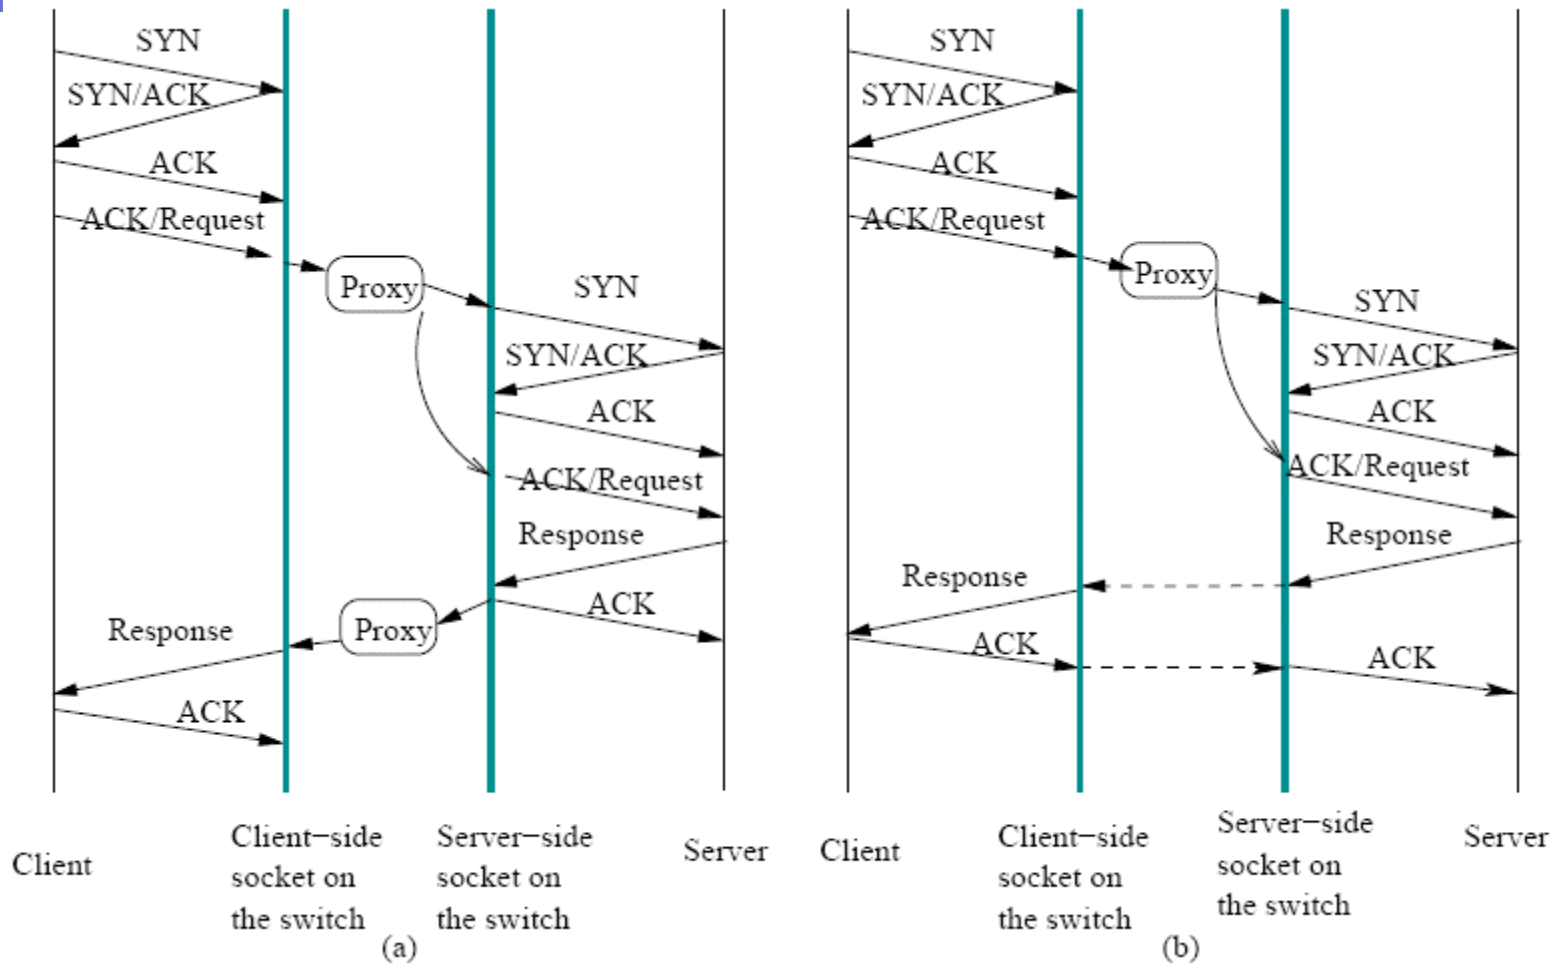 SYN
SYN/ACK
ACK
ACK/Request
Proxy
SYN
SYN/ACK
ACK
ACK/Request
Response
ACK
Proxy
Response
ACK
Client
Client−side
socket on
the switch
Server−side
socket on
the switch
Server
(a)
SYN
SYN/ACK
ACK
ACK/Request
Proxy
SYN
SYN/ACK
ACK
ACK/Request
Response
Response
ACK
ACK
Client
Client−side
socket on
the switch
Server−side
socket on
the switch
Server
(b)